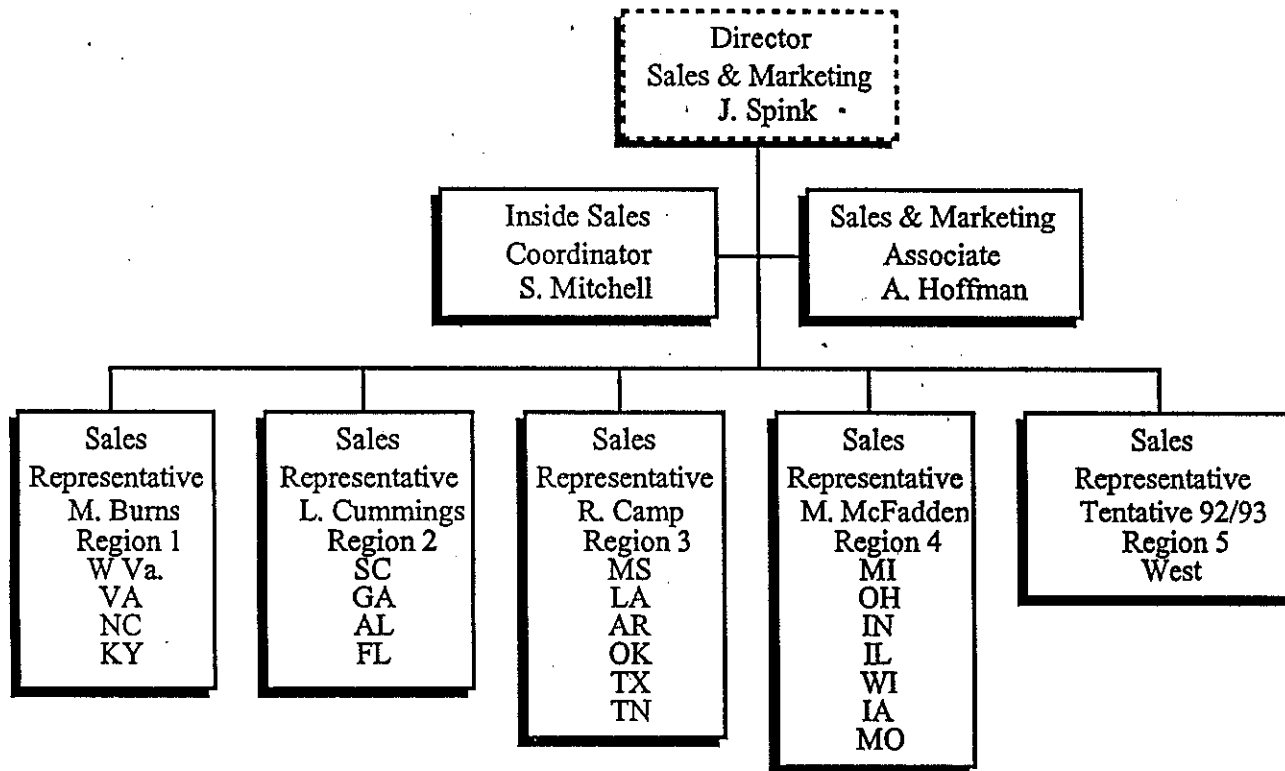 Director
Sales & Marketing
J. Spink
Inside Sales
Coordinator
S. Mitchell
Sales & Marketing
Associate
A. Hoffman
Sales
Representative
M. Burns
Region 1
W Va.
VA
NC
KY
Sales
Representative
L. Cummings
Region 2
SC
GA
AL
FL
Sales
Representative
R. Camp
Region 3
MS
LA
AR
OK
TX
TN
Sales
Representative
M. McFadden
Region 4
MI
OH
IN
IL
WI
IA
MO
Sales
Representative
Tentative 92/93
Region 5
West